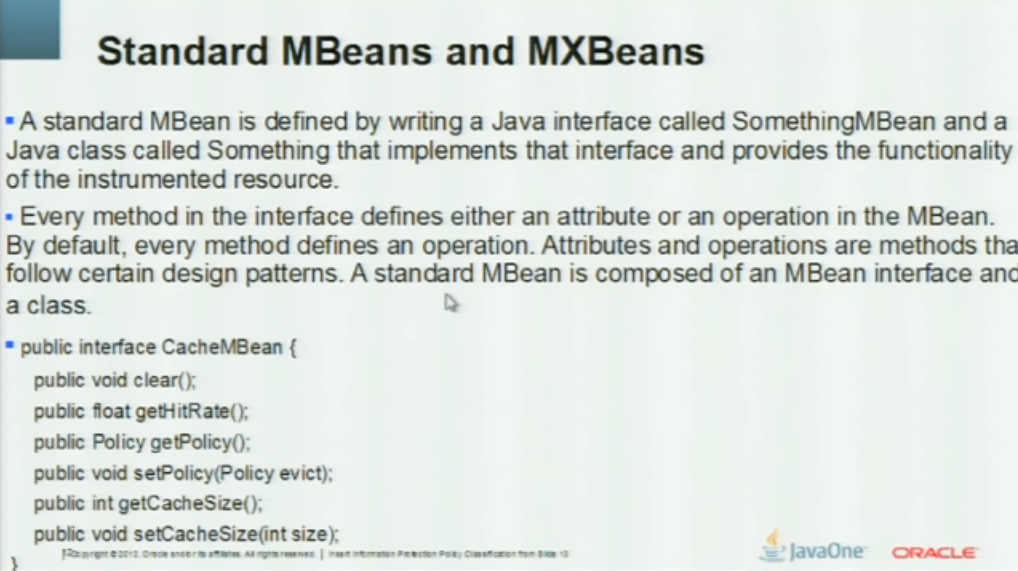 Standard MBeans and MXBeans
A standard MBean is defined by writing a Java interface called SomethingMBean and a
Java class called Something that implements that interface and provides the functionality
of the instrumented resource.
Every method in the interface defines either an attribute or an operation in the MBean.
By default, every method defines an operation. Attributes and operations are methods tha
follow certain design patterns. A standard MBean is composed of an MBean interface and
a class.
public interface CacheMBean {
public void clear();
public float getHitRate();
public Policy getPolicy();
public void setPolicy(Policy evict);
public int getCacheSize();
public void setCacheSize(int size);
}
Copyright © 2012, Oracle and/or its affiliates. All rights reserved. | Insert Information Protection Policy Classification from Slide 13
JavaOne
ORACLE